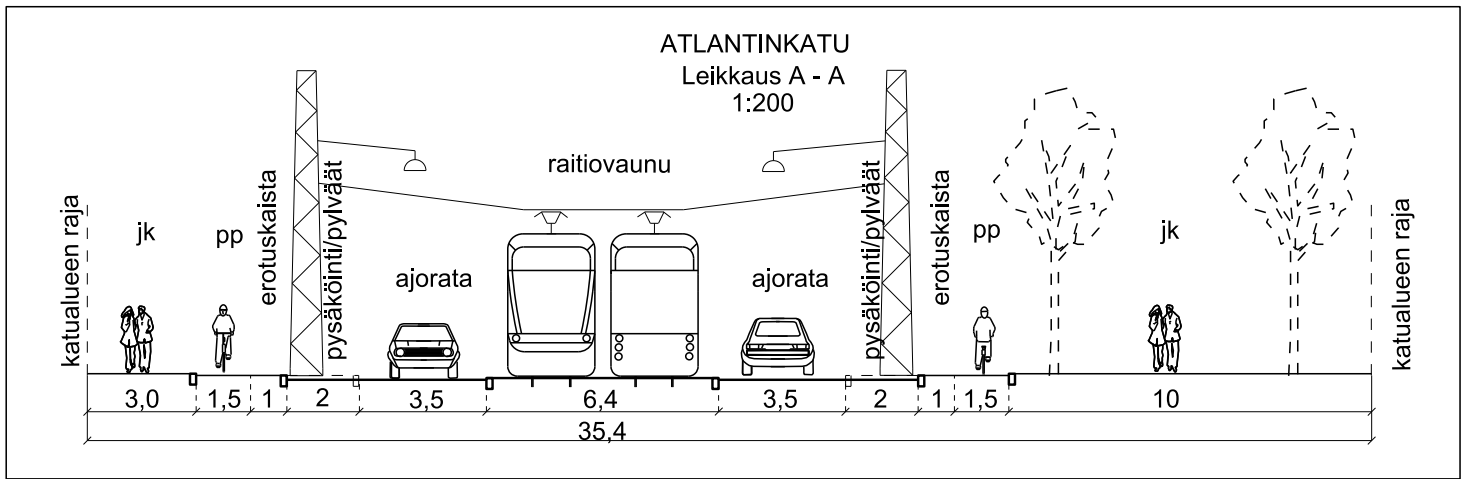 ATLANTINKATU
Leikkaus A - A
1:200
raitiovaunu
katualueen raja
jk
pp
erotuskaista
pysäköinti/pylväät
ajorata
ajorata
pysäköinti/pylväät
erotuskaista
pp
jk
katualueen raja
3,0 1,5 1 2 3,5 6,4 3,5 2 1 1,5 10
35,4